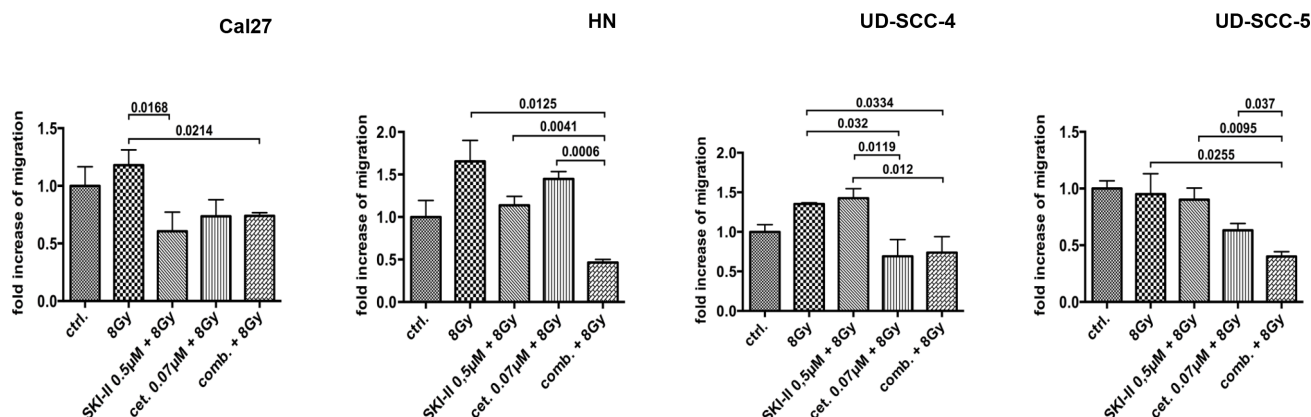 Cal27
fold increase of migration
1.5
1.0
0.5
0.0
0.0168
0.0214
ctrl.
8Gy
SKI-II 0.5µM + 8Gy
cet. 0.07µM + 8Gy
comb. + 8Gy
HN
fold increase of migration
2.0
1.5
1.0
0.5
0.0
0.0125
0.0041
0.0006
ctrl.
8Gy
SKI-II 0,5µM + 8Gy
cet. 0.07µM + 8Gy
comb. + 8Gy
UD-SCC-4
fold increase of migration
2.0
1.5
1.0
0.5
0.0
0.0334
0.032
0.0119
0.012
ctrl.
8Gy
SKI-II 0,5µM + 8Gy
cet. 0.07µM + 8Gy
comb. + 8Gy
UD-SCC-5
fold increase of migration
1.5
1.0
0.5
0.0
0.037
0.0095
0.0255
ctrl.
8Gy
SKI-II 0,5µM + 8Gy
cet. 0.07µM + 8Gy
comb. + 8Gy